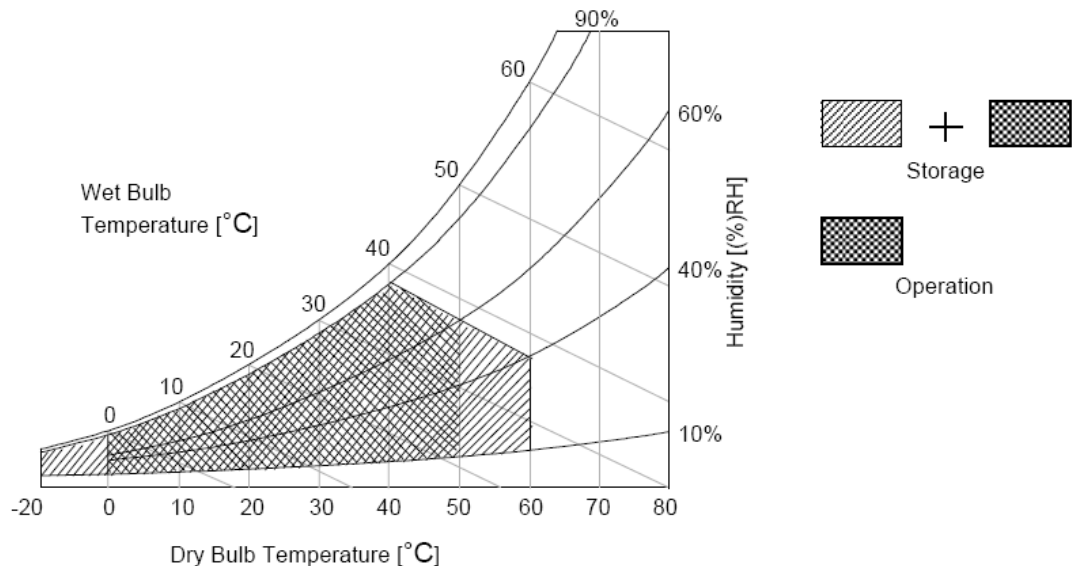 90%
60
60%
50
Wet Bulb
Temperature [°C]
40
Humidity [(%)RH]
40%
30
20
10
0
10%
-20 0 10 20 30 40 50 60 70 80
Dry Bulb Temperature [°C]
+
Storage
Operation